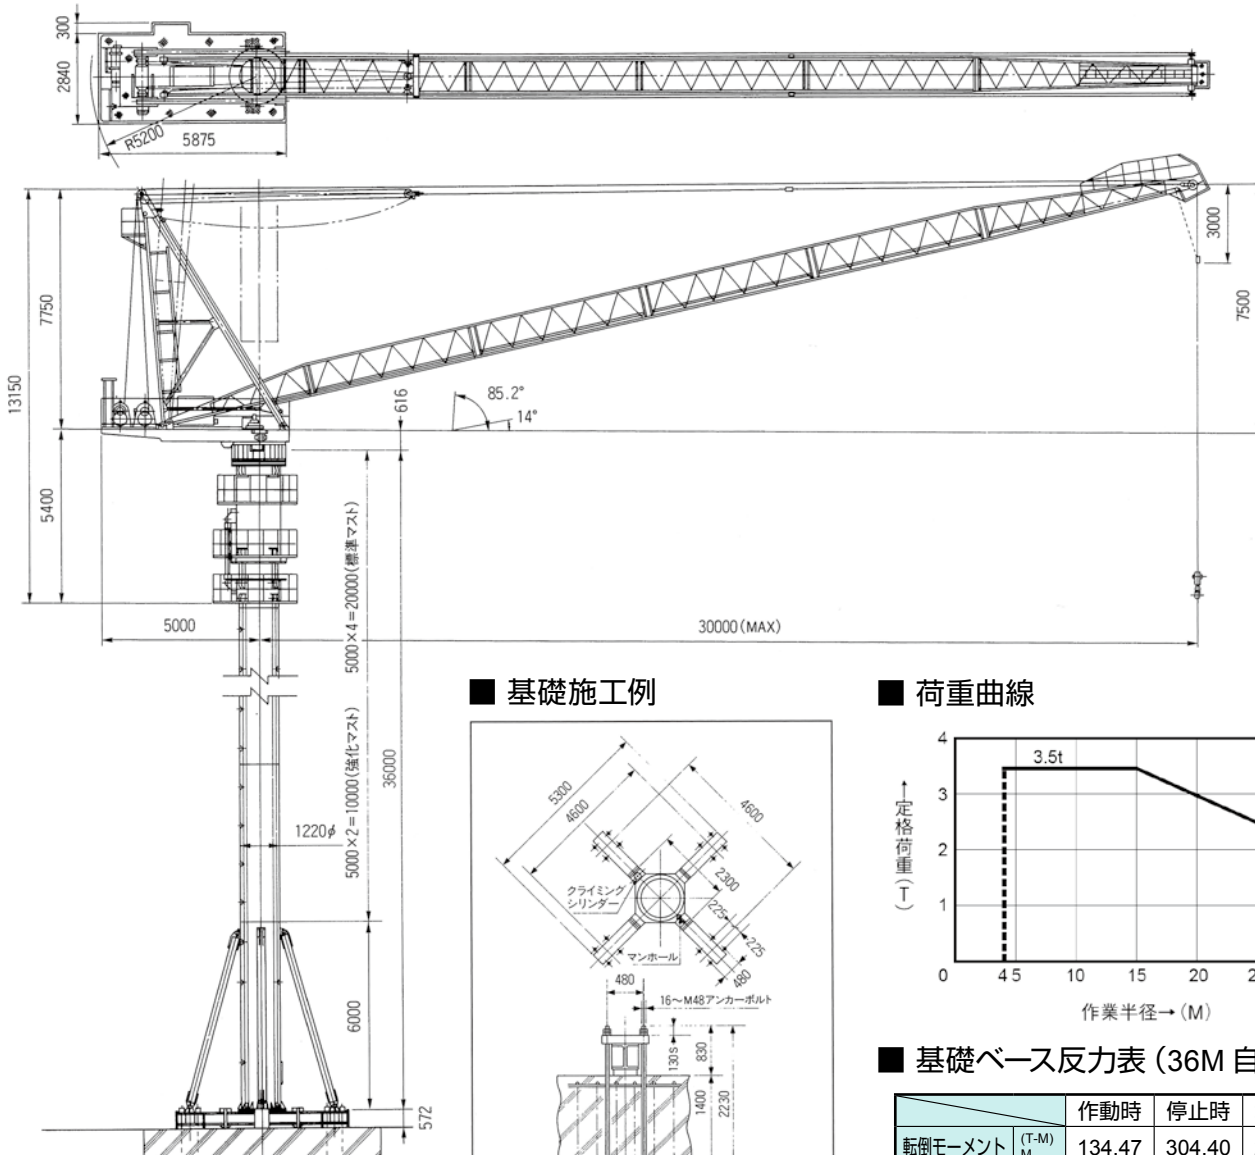 300
2840
R5200
5875
3000
7500
7750
13150
616
85.2°
14°
5400
5000×4=20000(標準マスト)
5000
30000(MAX)
5000×2=10000(強化マスト)
36000
1220φ
6000
572
■ 基礎施工例
5300
4600
4600
クライミング
シリンダー
2300
225
225
480
マンホール
480
16〜M48アンカーボルト
130s
830
1400
2230
■ 荷重曲線
4
3.5t
3
2
1
0
4 5 10 15 20 2
←定格荷重(T)
作業半径→(M)
■ 基礎ベース反力表(36M 自
作動時 停止時
転倒モーメント (T-M) M 134.47 304.40